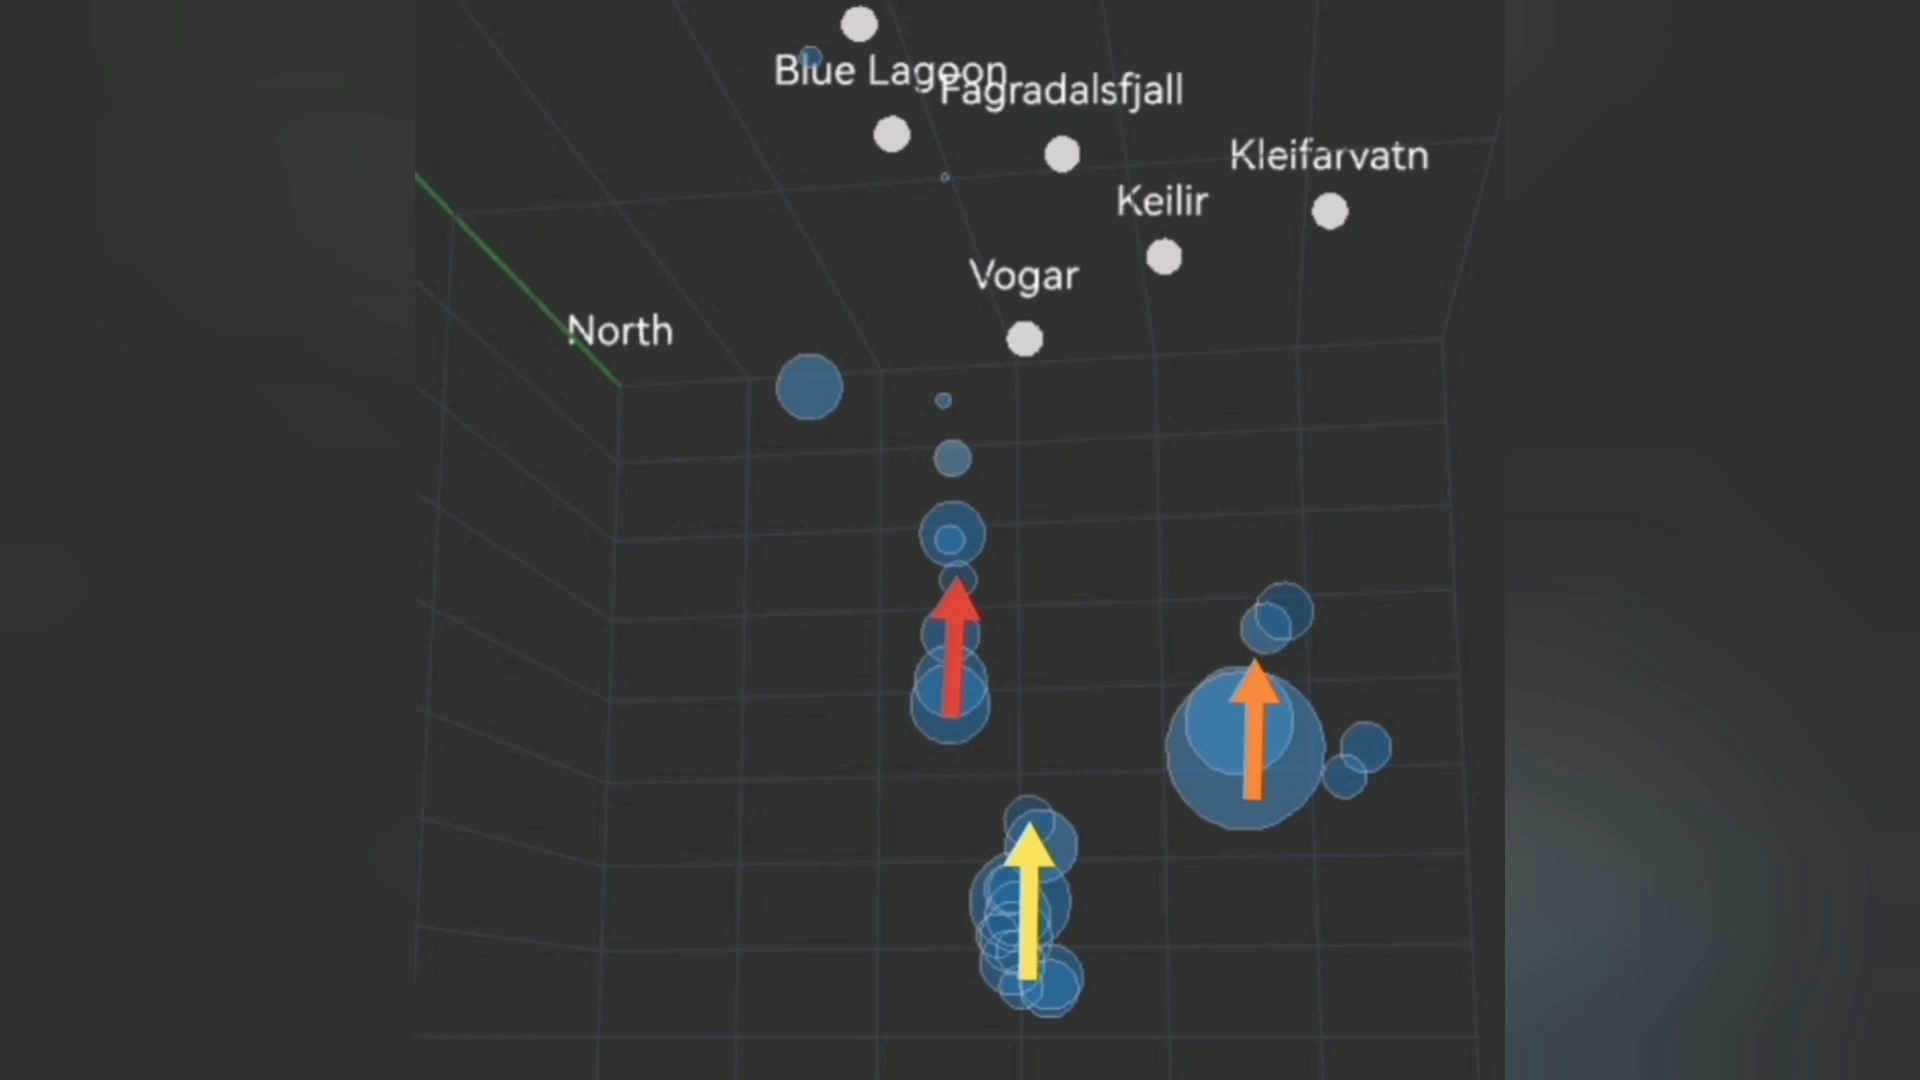 Blue Lagoon
Fagradalsfjall
Kleifarvatn
Keilir
Vogar
North